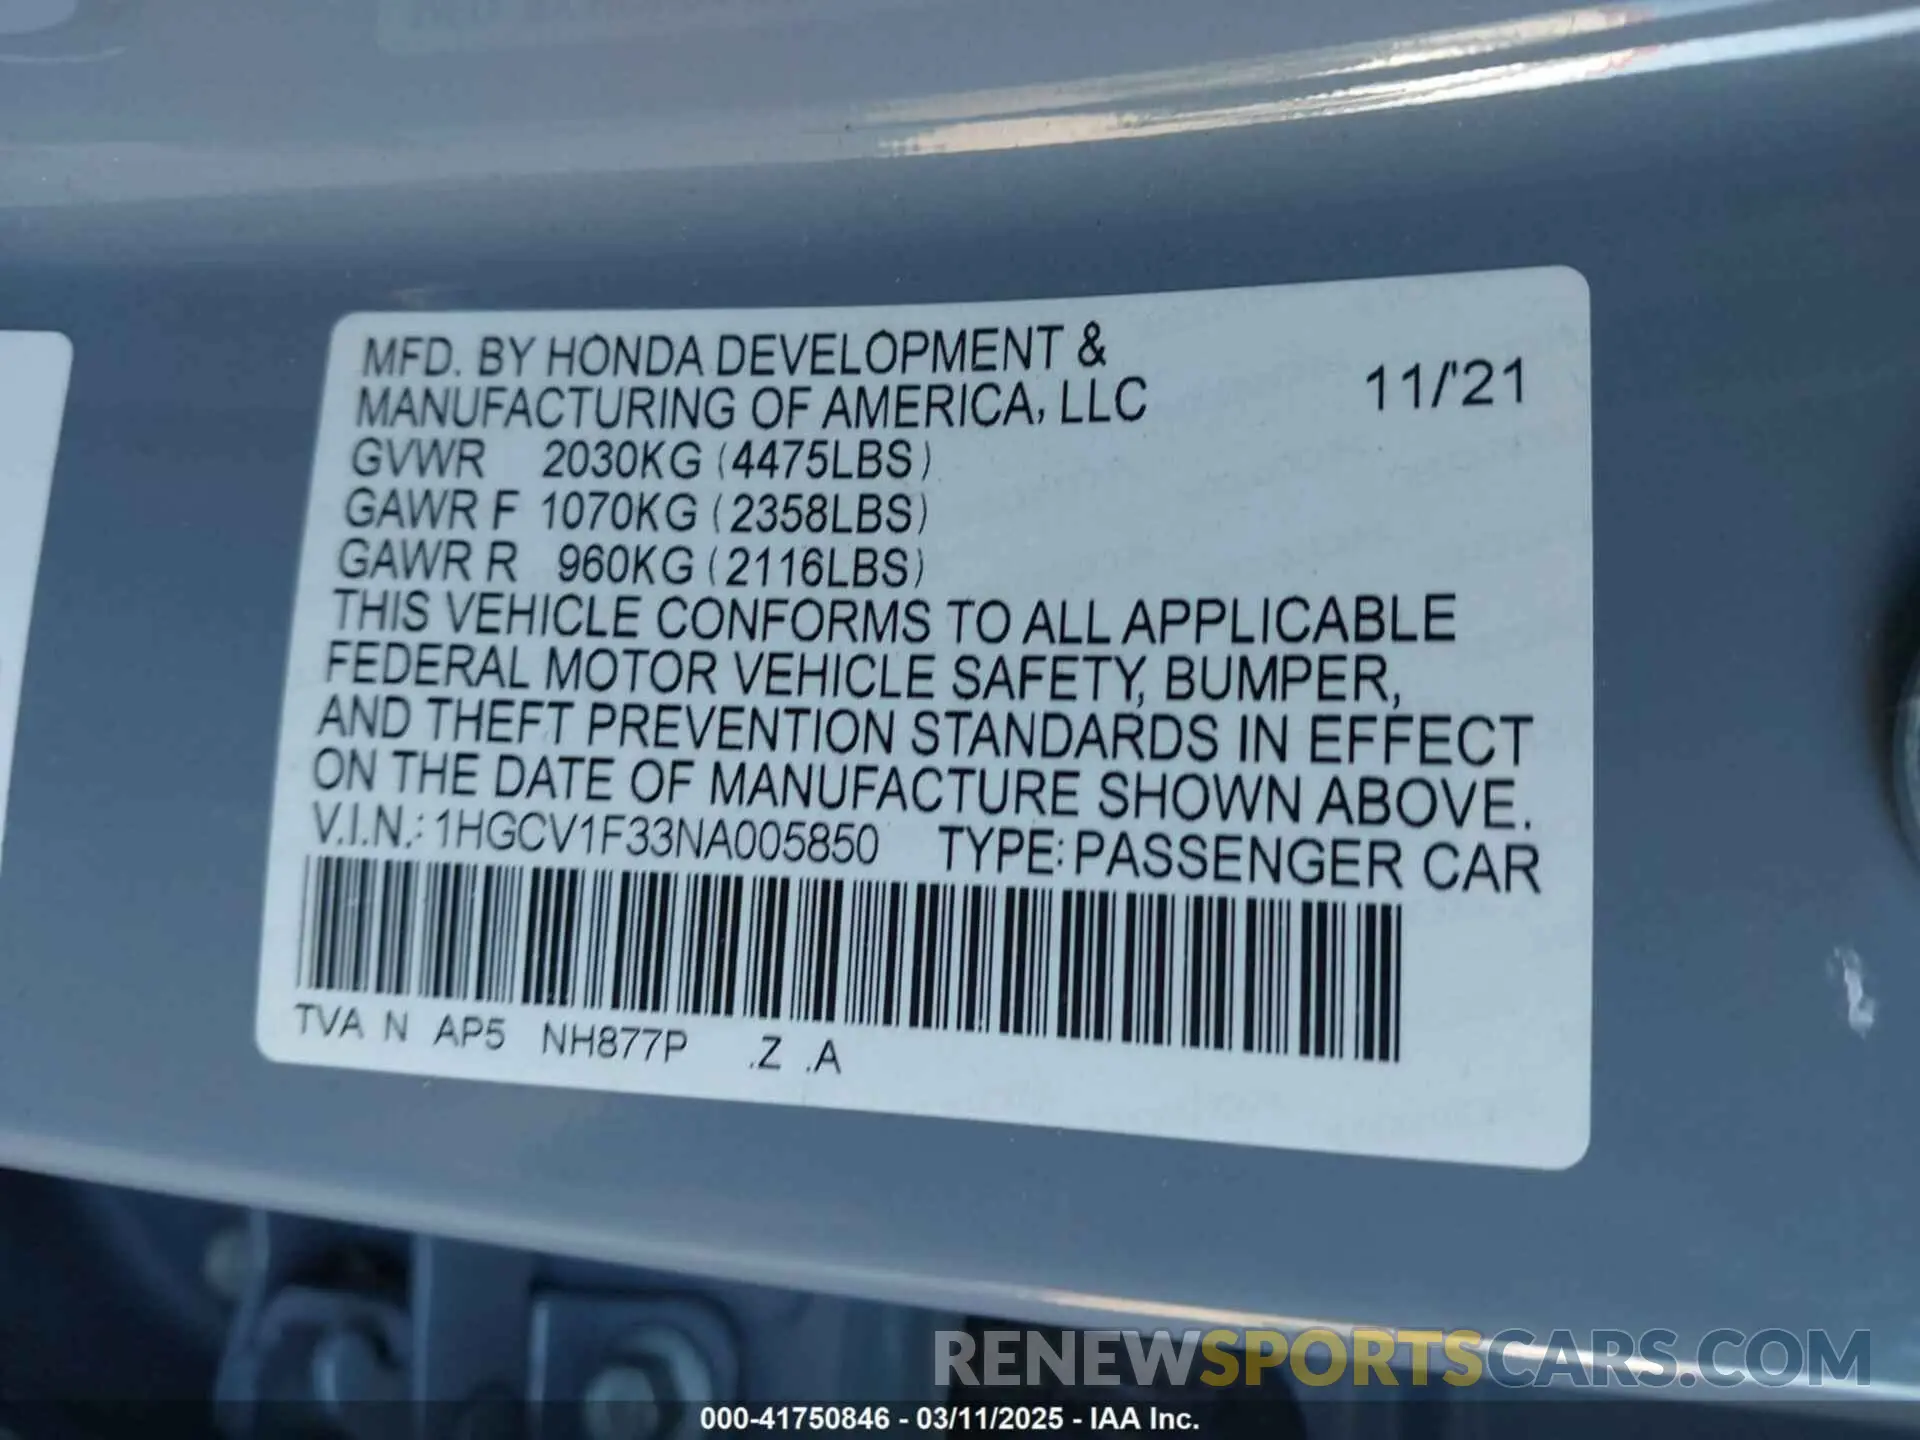 MFD. BY HONDA DEVELOPMENT &
MANUFACTURING OF AMERICA, LLC
11/'21
GVWR 2030KG (4475LBS)
GAWR F 1070KG (2358LBS)
GAWR R 960KG (2116LBS)
THIS VEHICLE CONFORMS TO ALL APPLICABLE
FEDERAL MOTOR VEHICLE SAFETY, BUMPER,
AND THEFT PREVENTION STANDARDS IN EFFECT
ON THE DATE OF MANUFACTURE SHOWN ABOVE.
V.I.N.: 1HGCV1F33NA005850 TYPE: PASSENGER CAR
TVA N AP5 NH877P .Z .A
RENEWSPORTSCARS.COM
000-41750846 - 03/11/2025 - IAA Inc.